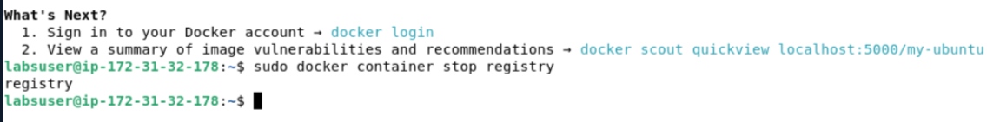 What's Next?
1. Sign in to your Docker account → docker login
2. View a summary of image vulnerabilities and recommendations → docker scout quickview localhost:5000/my-ubuntu
labsuser@ip-172-31-32-178:~$ sudo docker container stop registry
registry
labsuser@ip-172-31-32-178:~$